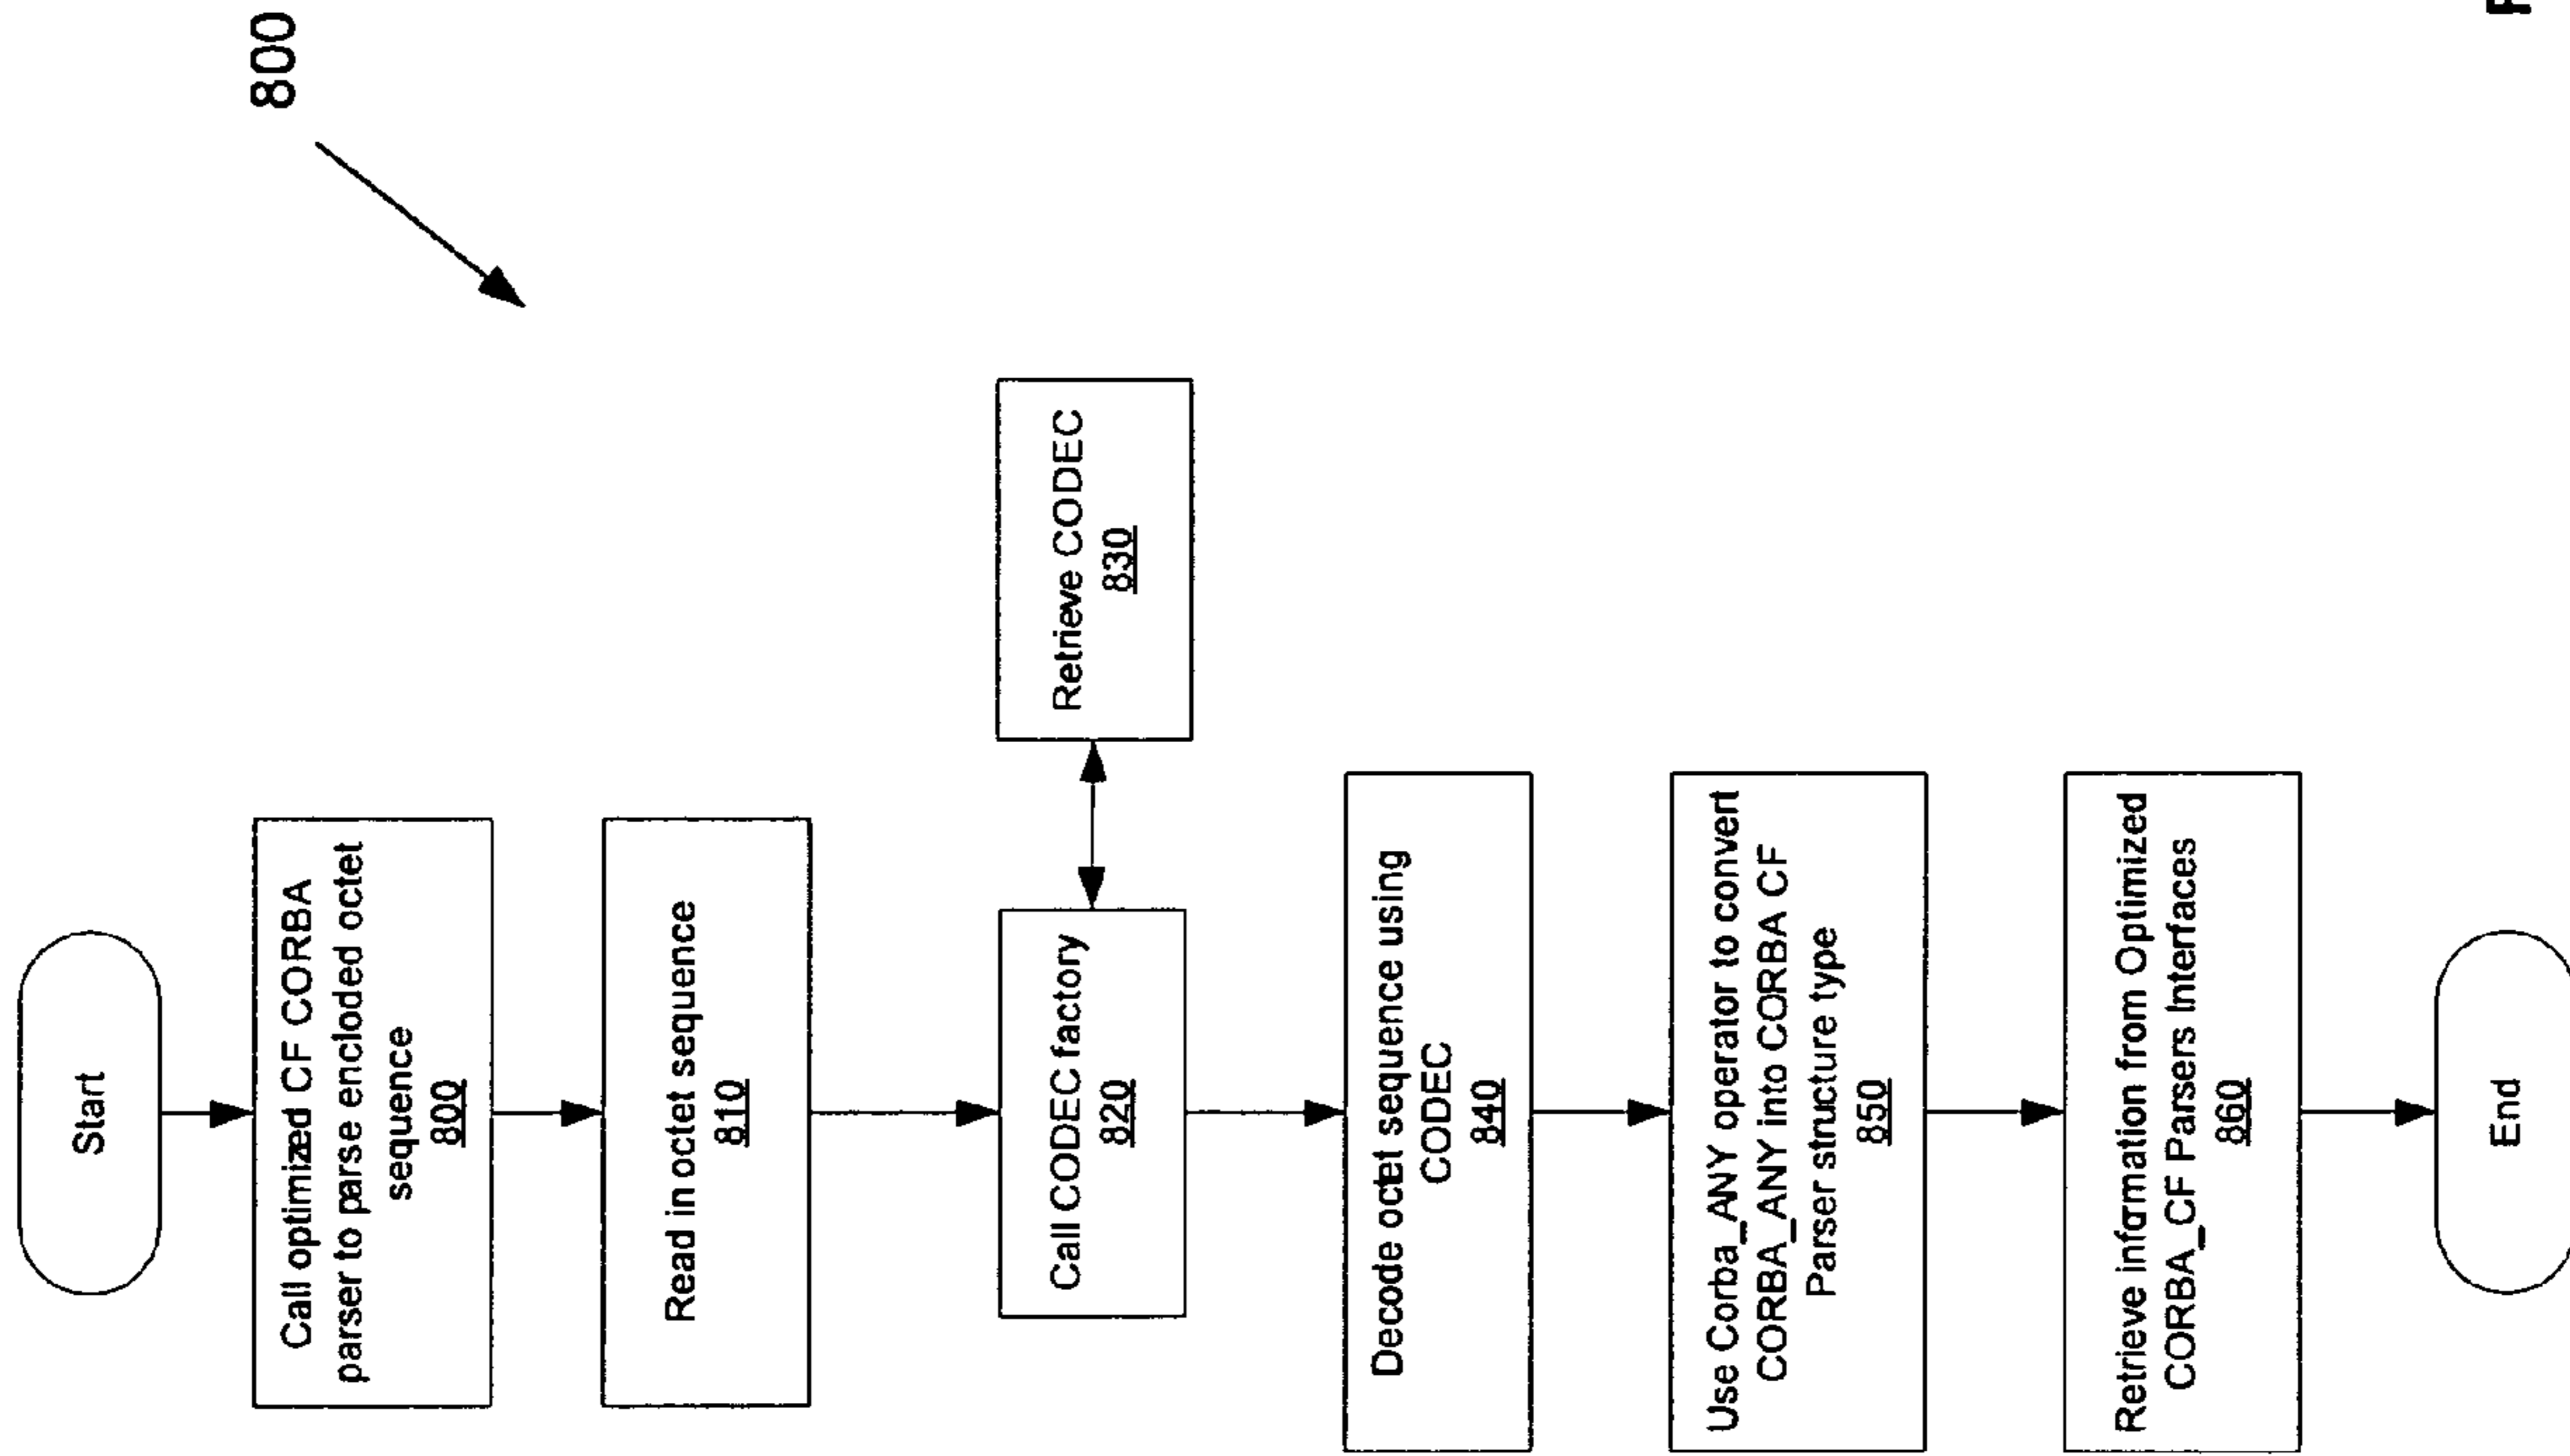 800
Start
Call optimized CF CORBA
parser to parse encloded octet
sequence
800
Read in octet sequence
810
Call CODEC factory
820
Retrieve CODEC
830
Decode octet sequence using
CODEC
840
Use Corba_ANY operator to convert
CORBA_ANY into CORBA CF
Parser structure type
850
Retrieve information from Optimized
CORBA_CF Parsers Interfaces
860
End